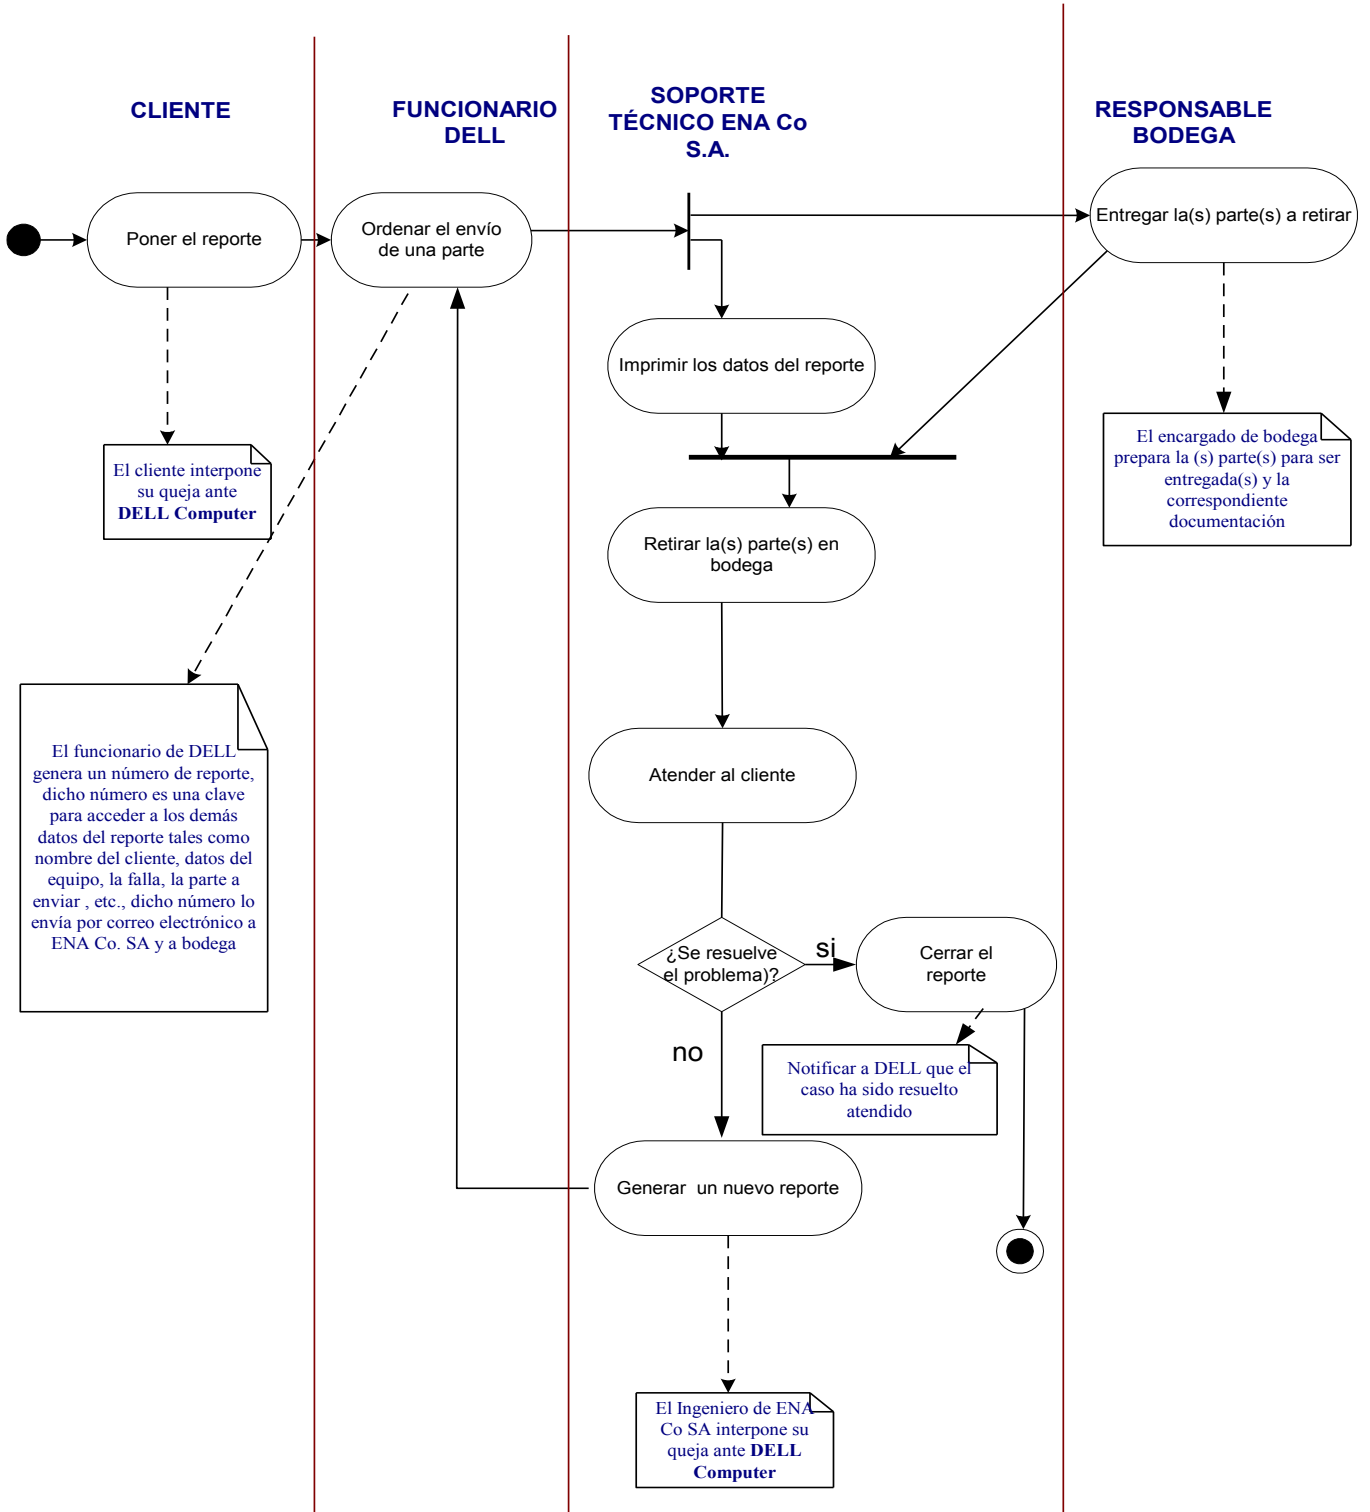 CLIENTE
FUNCIONARIO
DELL
SOPORTE
TÉCNICO ENA Co
S.A.
RESPONSABLE
BODEGA
Poner el reporte
Ordenar el envío
de una parte
Entregar la(s) parte(s) a retirar
Imprimir los datos del reporte
El cliente interpone
su queja ante
DELL Computer
El encargado de bodega
prepara la (s) parte(s) para ser
entregada(s) y la
correspondiente
documentación
Retirar la(s) parte(s) en
bodega
El funcionario de DELL
genera un número de reporte,
dicho número es una clave
para acceder a los demás
datos del reporte tales como
nombre del cliente, datos del
equipo, la falla, la parte a
enviar , etc., dicho número lo
envía por correo electrónico a
ENA Co. SA y a bodega
Atender al cliente
¿Se resuelve
el problema)?
si
Cerrar el
reporte
no
Notificar a DELL que el
caso ha sido resuelto
atendido
Generar  un nuevo reporte
El Ingeniero de ENA
Co SA interpone su
queja ante DELL
Computer